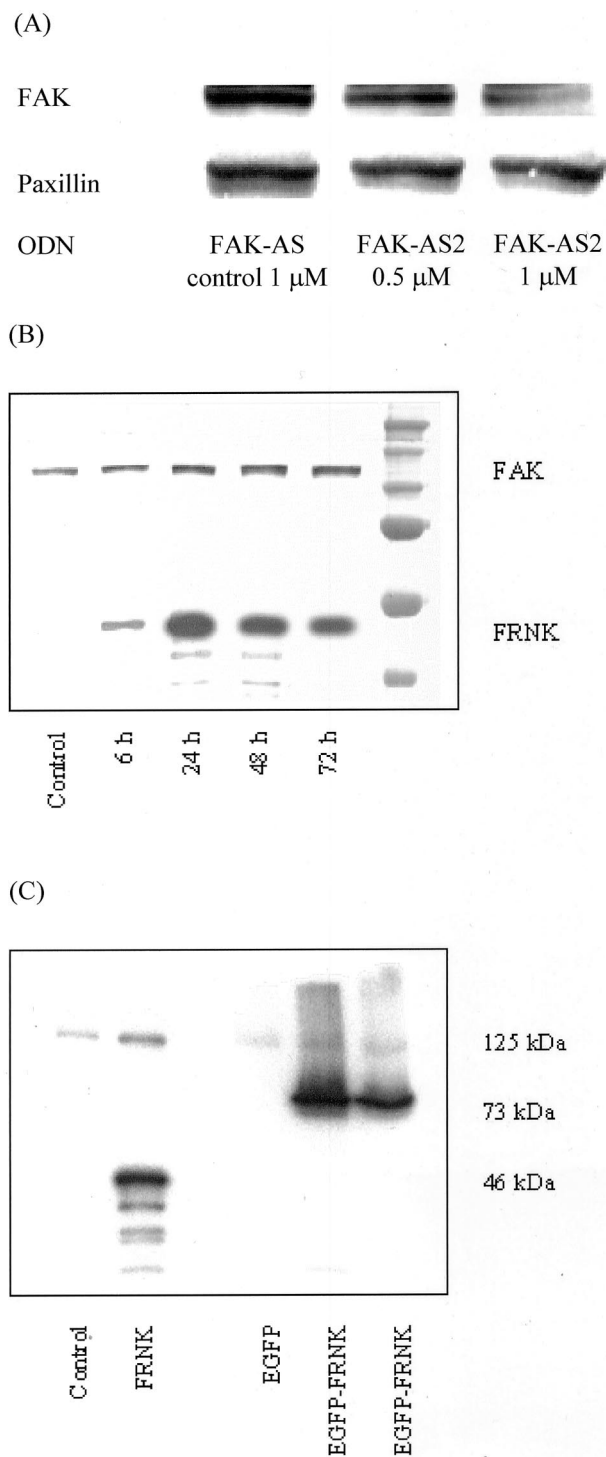 (A)
FAK
Paxillin
ODN FAK-AS FAK-AS2 FAK-AS2
control 1 μM 0.5 μM 1 μM
(B)
FAK
FRNK
Control 6 h 24 h 48 h 72 h
(C)
125 kDa
73 kDa
46 kDa
Control FRNK EGFP EGFP-FRNK EGFP-FRNK